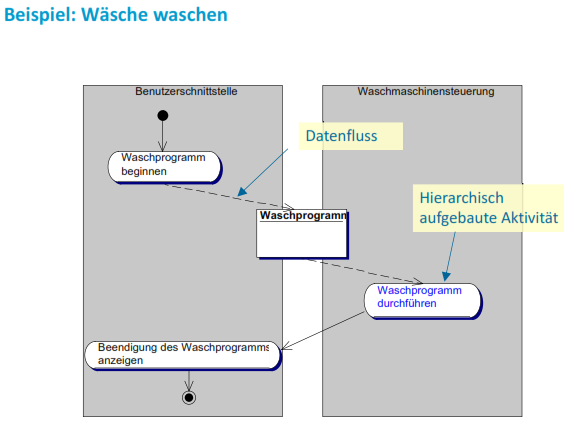 Beispiel: Wäsche waschen
Benutzerschnittstelle
Waschmaschinensteuerung
Datenfluss
Waschprogramm
beginnen
Hierarchisch
aufgebaute Aktivität
Waschprogramm
Waschprogramm
durchführen
Beendigung des Waschprogramms
anzeigen